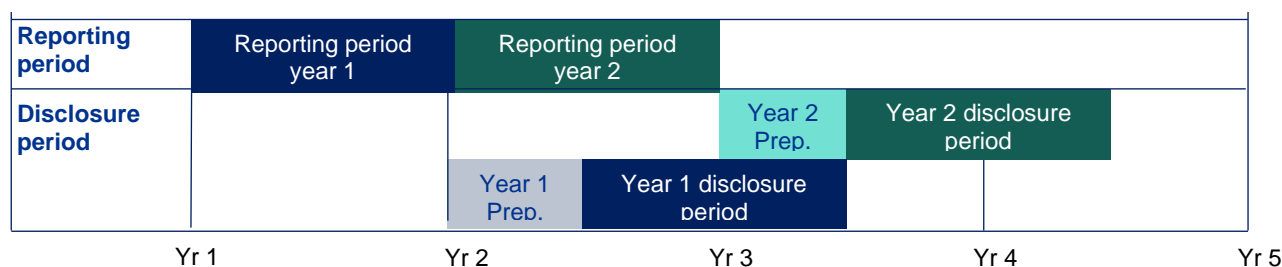 Reporting period
Reporting period year 1
Reporting period year 2
Disclosure period
Year 2 Prep.
Year 2 disclosure period
Year 1 Prep.
Year 1 disclosure period
Yr 1 Yr 2 Yr 3 Yr 4 Yr 5